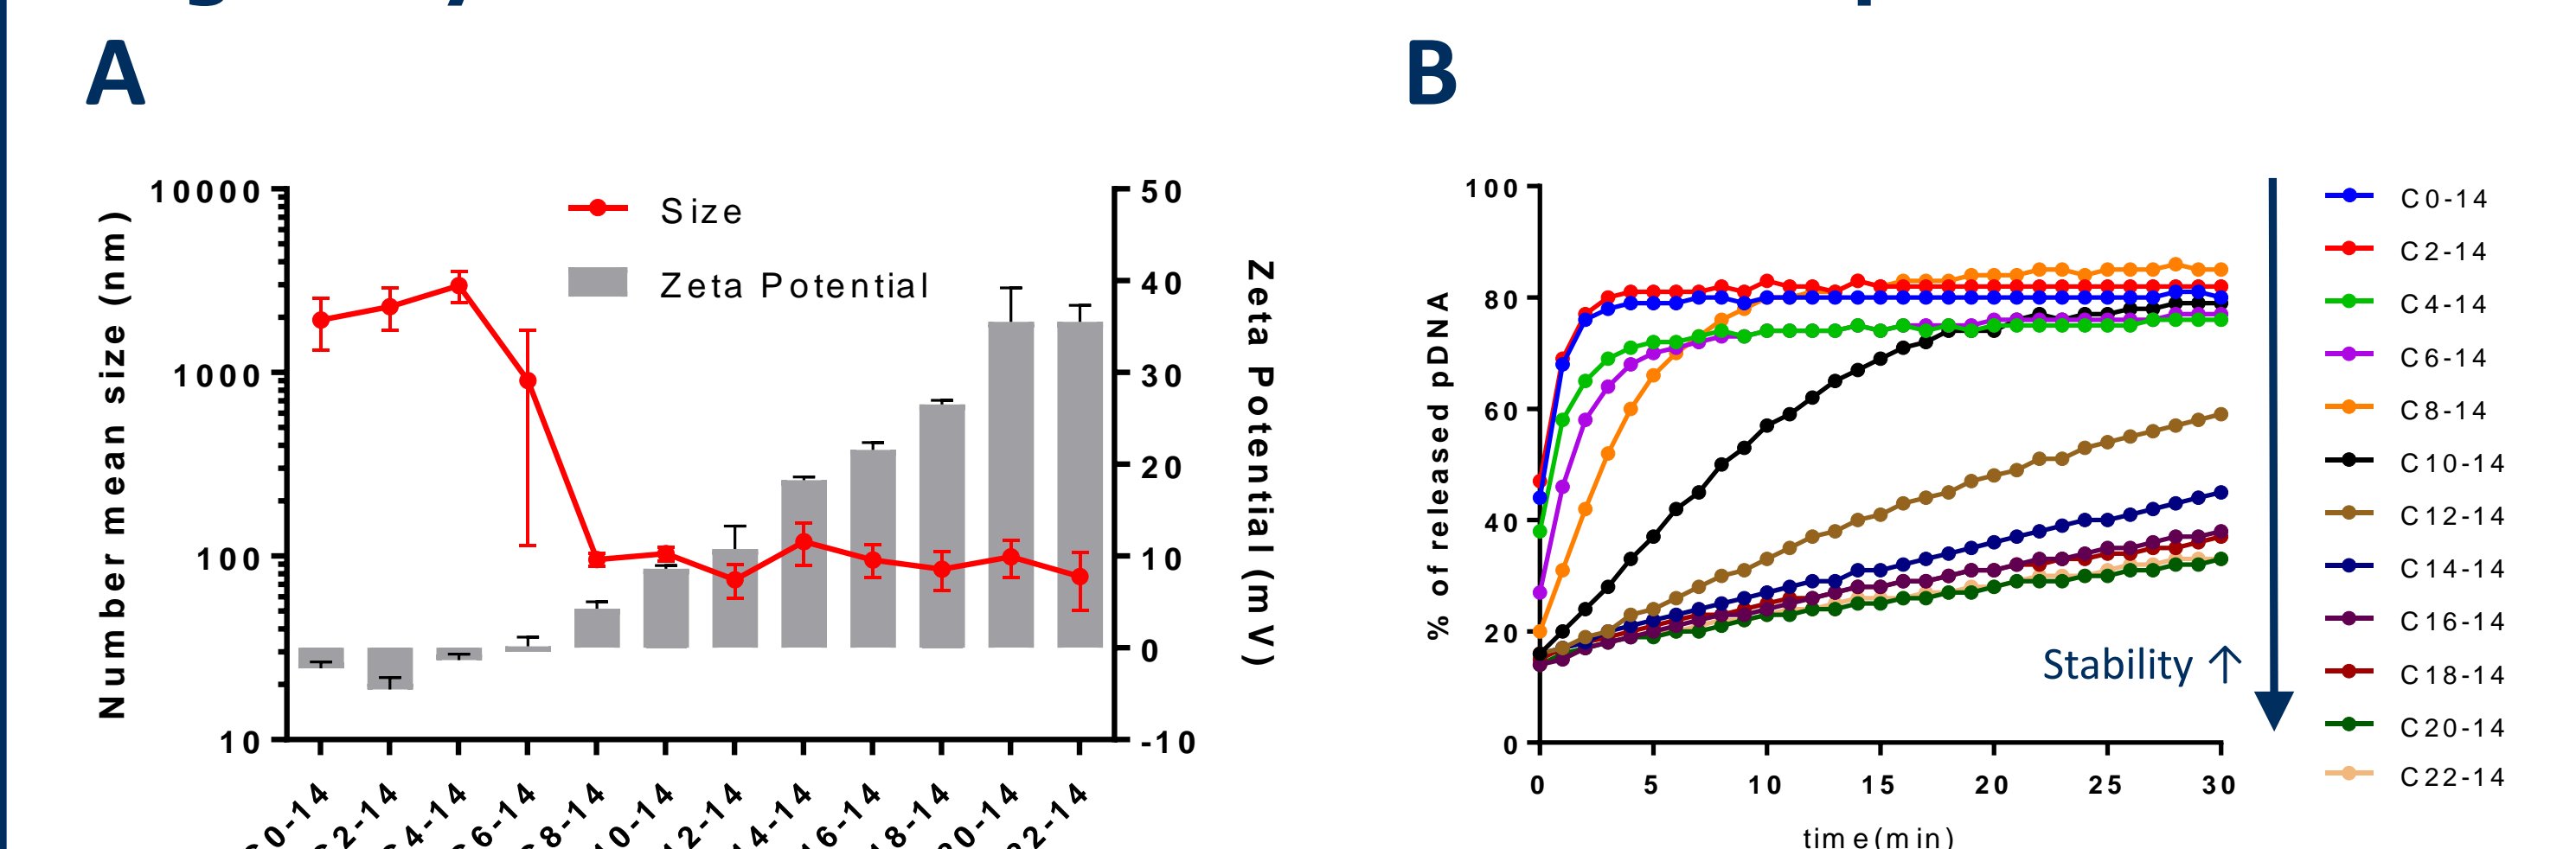 A
B
10000
1000
100
10
Number mean size (nm)
Size
Zeta Potential
50
40
30
20
10
0
-10
Zeta Potential (mV)
100
80
60
40
20
0
% of released pDNA
0 5 10 15 20 25 30
time(min)
Stability ↑
C0-14
C2-14
C4-14
C6-14
C8-14
C10-14
C12-14
C14-14
C16-14
C18-14
C20-14
C22-14